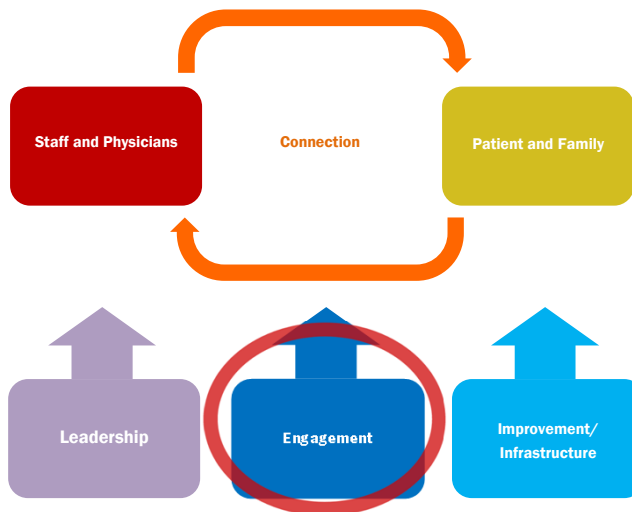 Staff and Physicians
Connection
Patient and Family
Leadership
Engagement
Improvement/
Infrastructure